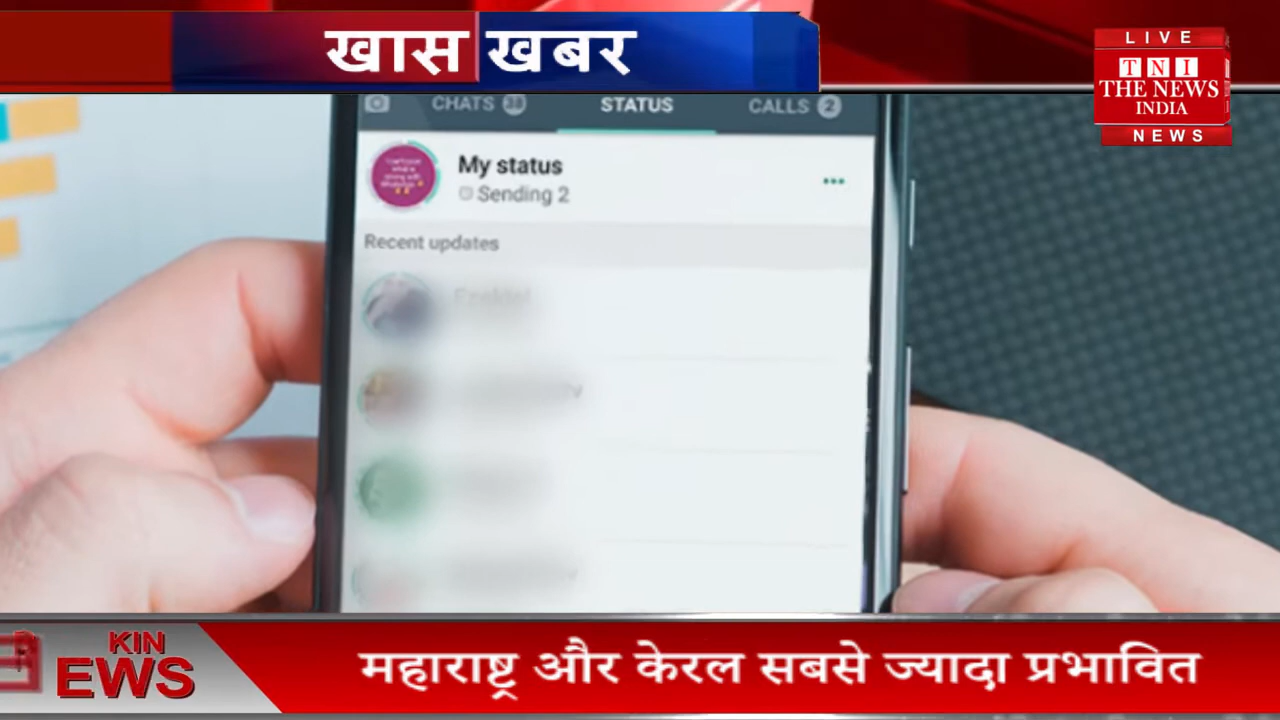 खास खबर
LIVE
TNI
THE NEWS
INDIA
NEWS
CHATS 38 STATUS CALLS 2
My status
Sending 2
Recent updates
KIN
EWS
महाराष्ट्र और केरल सबसे ज्यादा प्रभावित